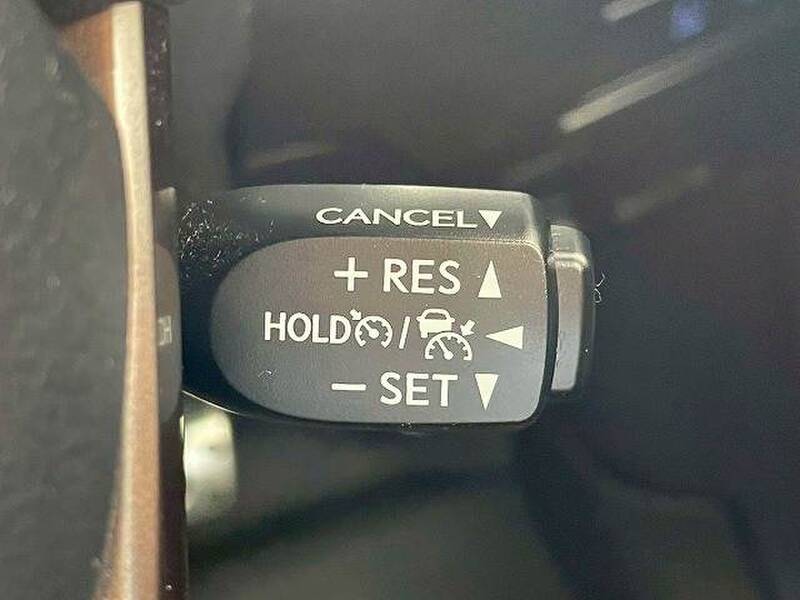 CANCEL▼
+ RES ▲
HOLD / ◀
− SET ▼